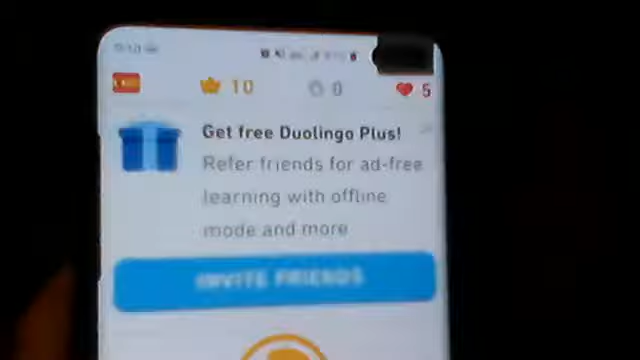 10 0 5
Get free Duolingo Plus!
Refer friends for ad-free
learning with offline
mode and more
INVITE FRIENDS